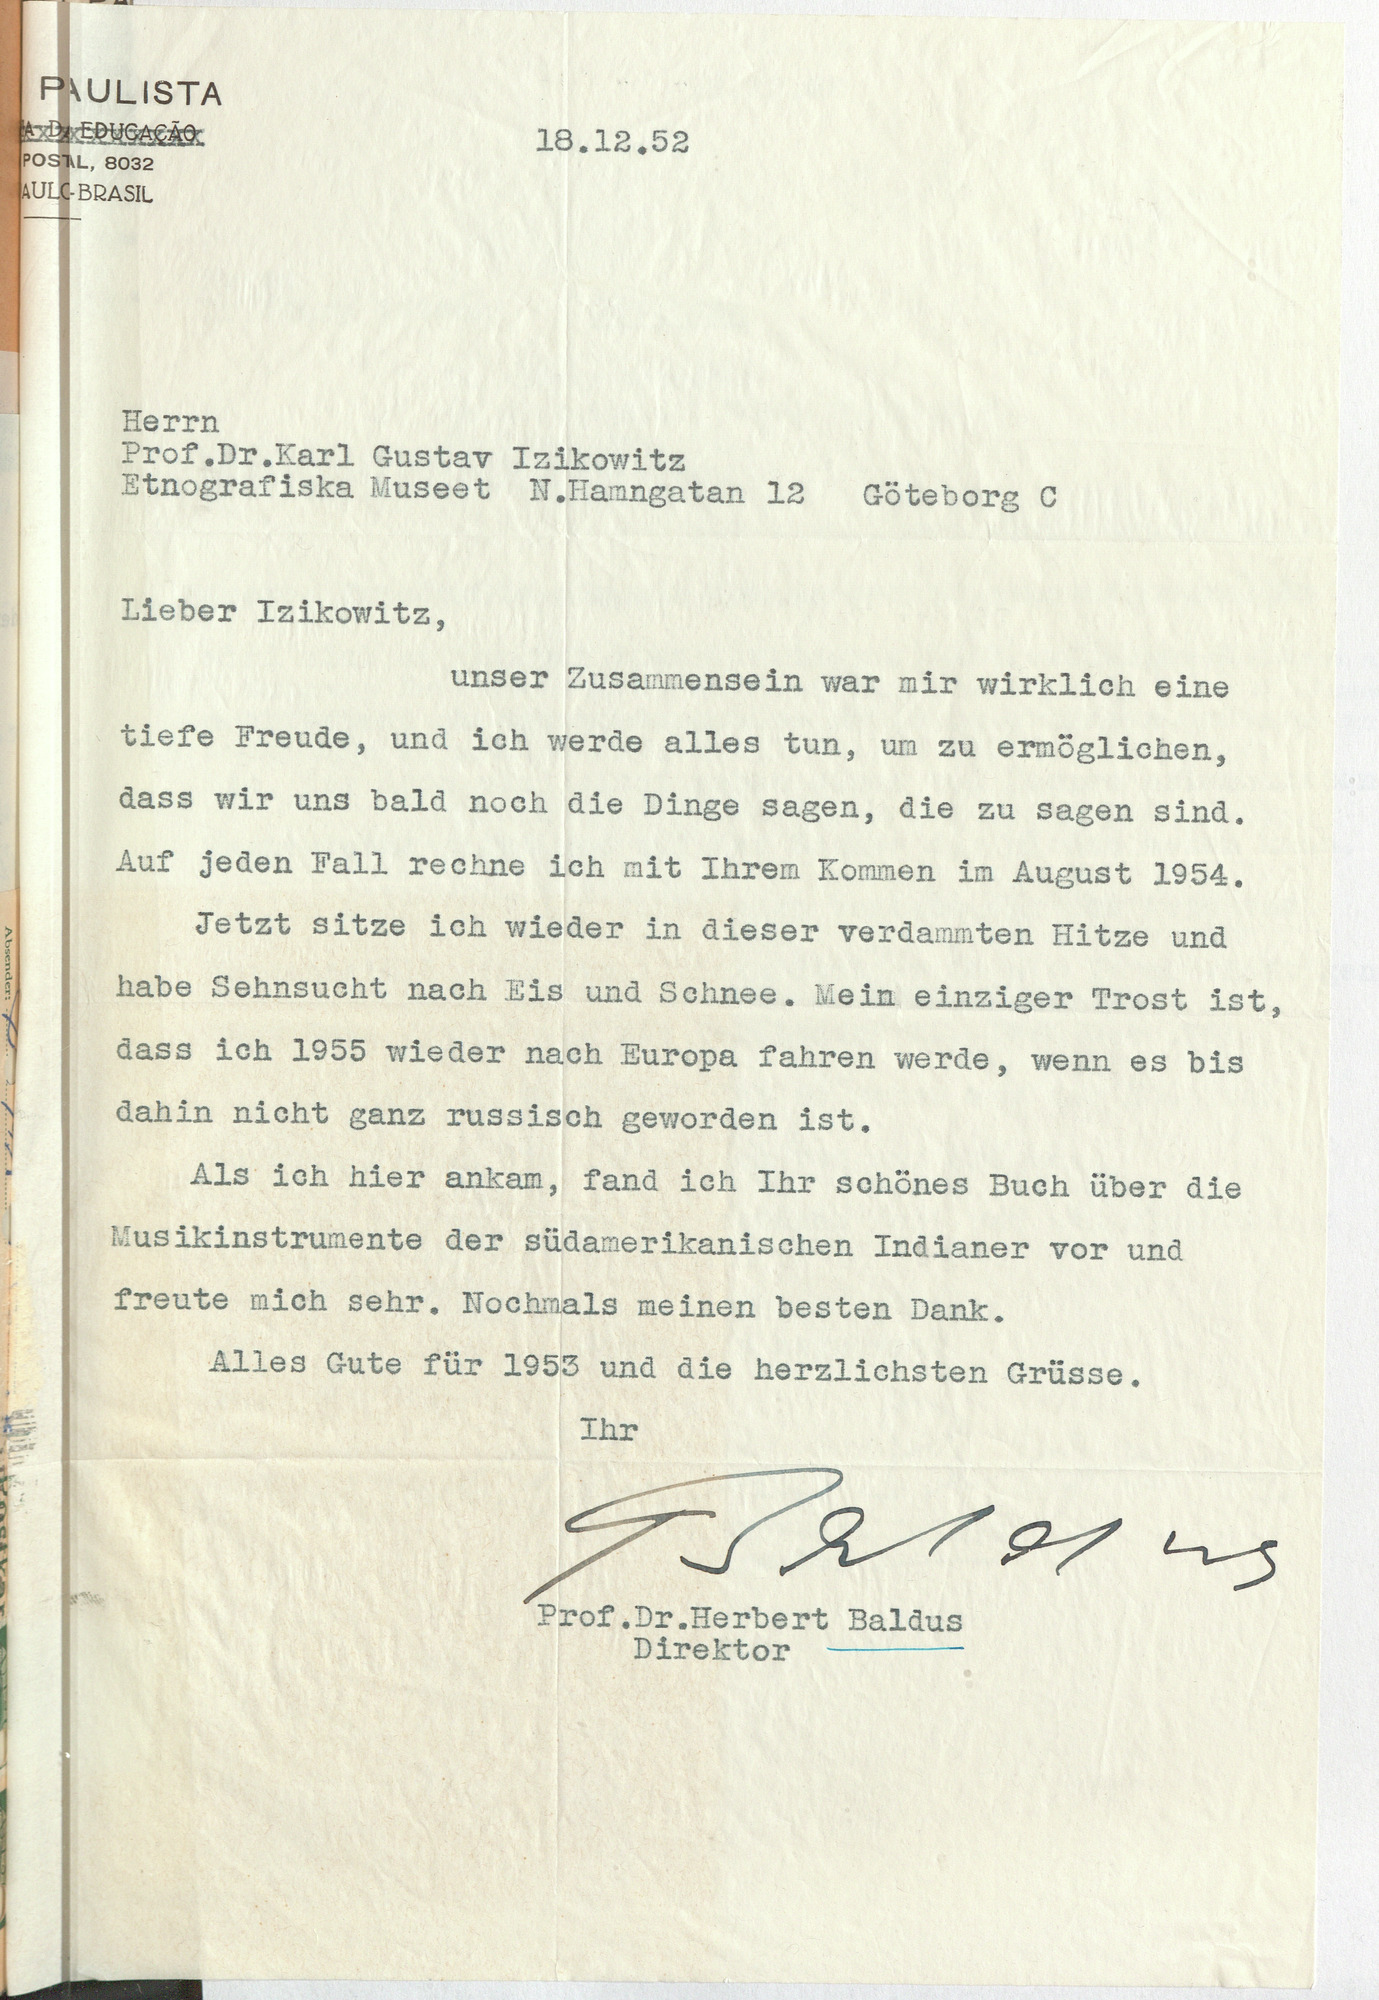 PAULISTA
A DA EDUCAÇÃO
POSTAL, 8032
AULO-BRASIL
18.12.52
Herrn
Prof.Dr.Karl Gustav Izikowitz
Etnografiska Museet N.Hamngatan 12 Göteborg C
Lieber Izikowitz,
unser Zusammensein war mir wirklich eine
tiefe Freude, und ich werde alles tun, um zu ermöglichen,
dass wir uns bald noch die Dinge sagen, die zu sagen sind.
Auf jeden Fall rechne ich mit Ihrem Kommen im August 1954.
Jetzt sitze ich wieder in dieser verdammten Hitze und
habe Sehnsucht nach Eis und Schnee. Mein einziger Trost ist,
dass ich 1955 wieder nach Europa fahren werde, wenn es bis
dahin nicht ganz russisch geworden ist.
Als ich hier ankam, fand ich Ihr schönes Buch über die
Musikinstrumente der südamerikanischen Indianer vor und
freute mich sehr. Nochmals meinen besten Dank.
Alles Gute für 1953 und die herzlichsten Grüsse.
Ihr
Baldus
Prof.Dr.Herbert Baldus
Direktor
Absender: